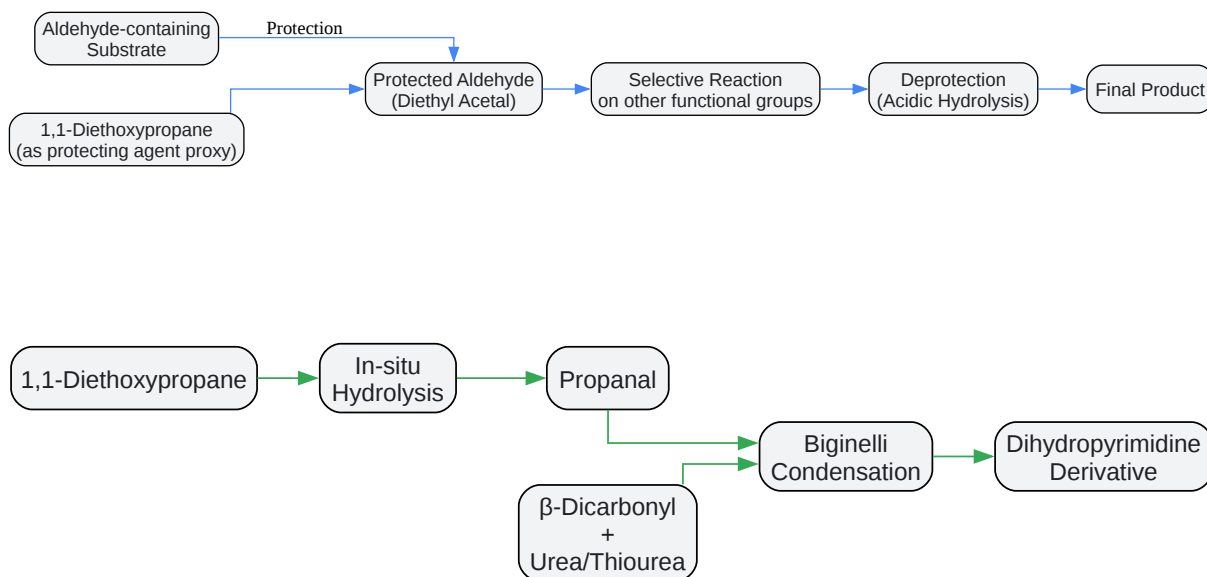 Aldehyde-containing
Substrate
Protection
1,1-Diethoxypropane
(as protecting agent proxy)
Protected Aldehyde
(Diethyl Acetal)
Selective Reaction
on other functional groups
Deprotection
(Acidic Hydrolysis)
Final Product
1,1-Diethoxypropane
In-situ
Hydrolysis
Propanal
β-Dicarbonyl
+
Urea/Thiourea
Biginelli
Condensation
Dihydropyrimidine
Derivative